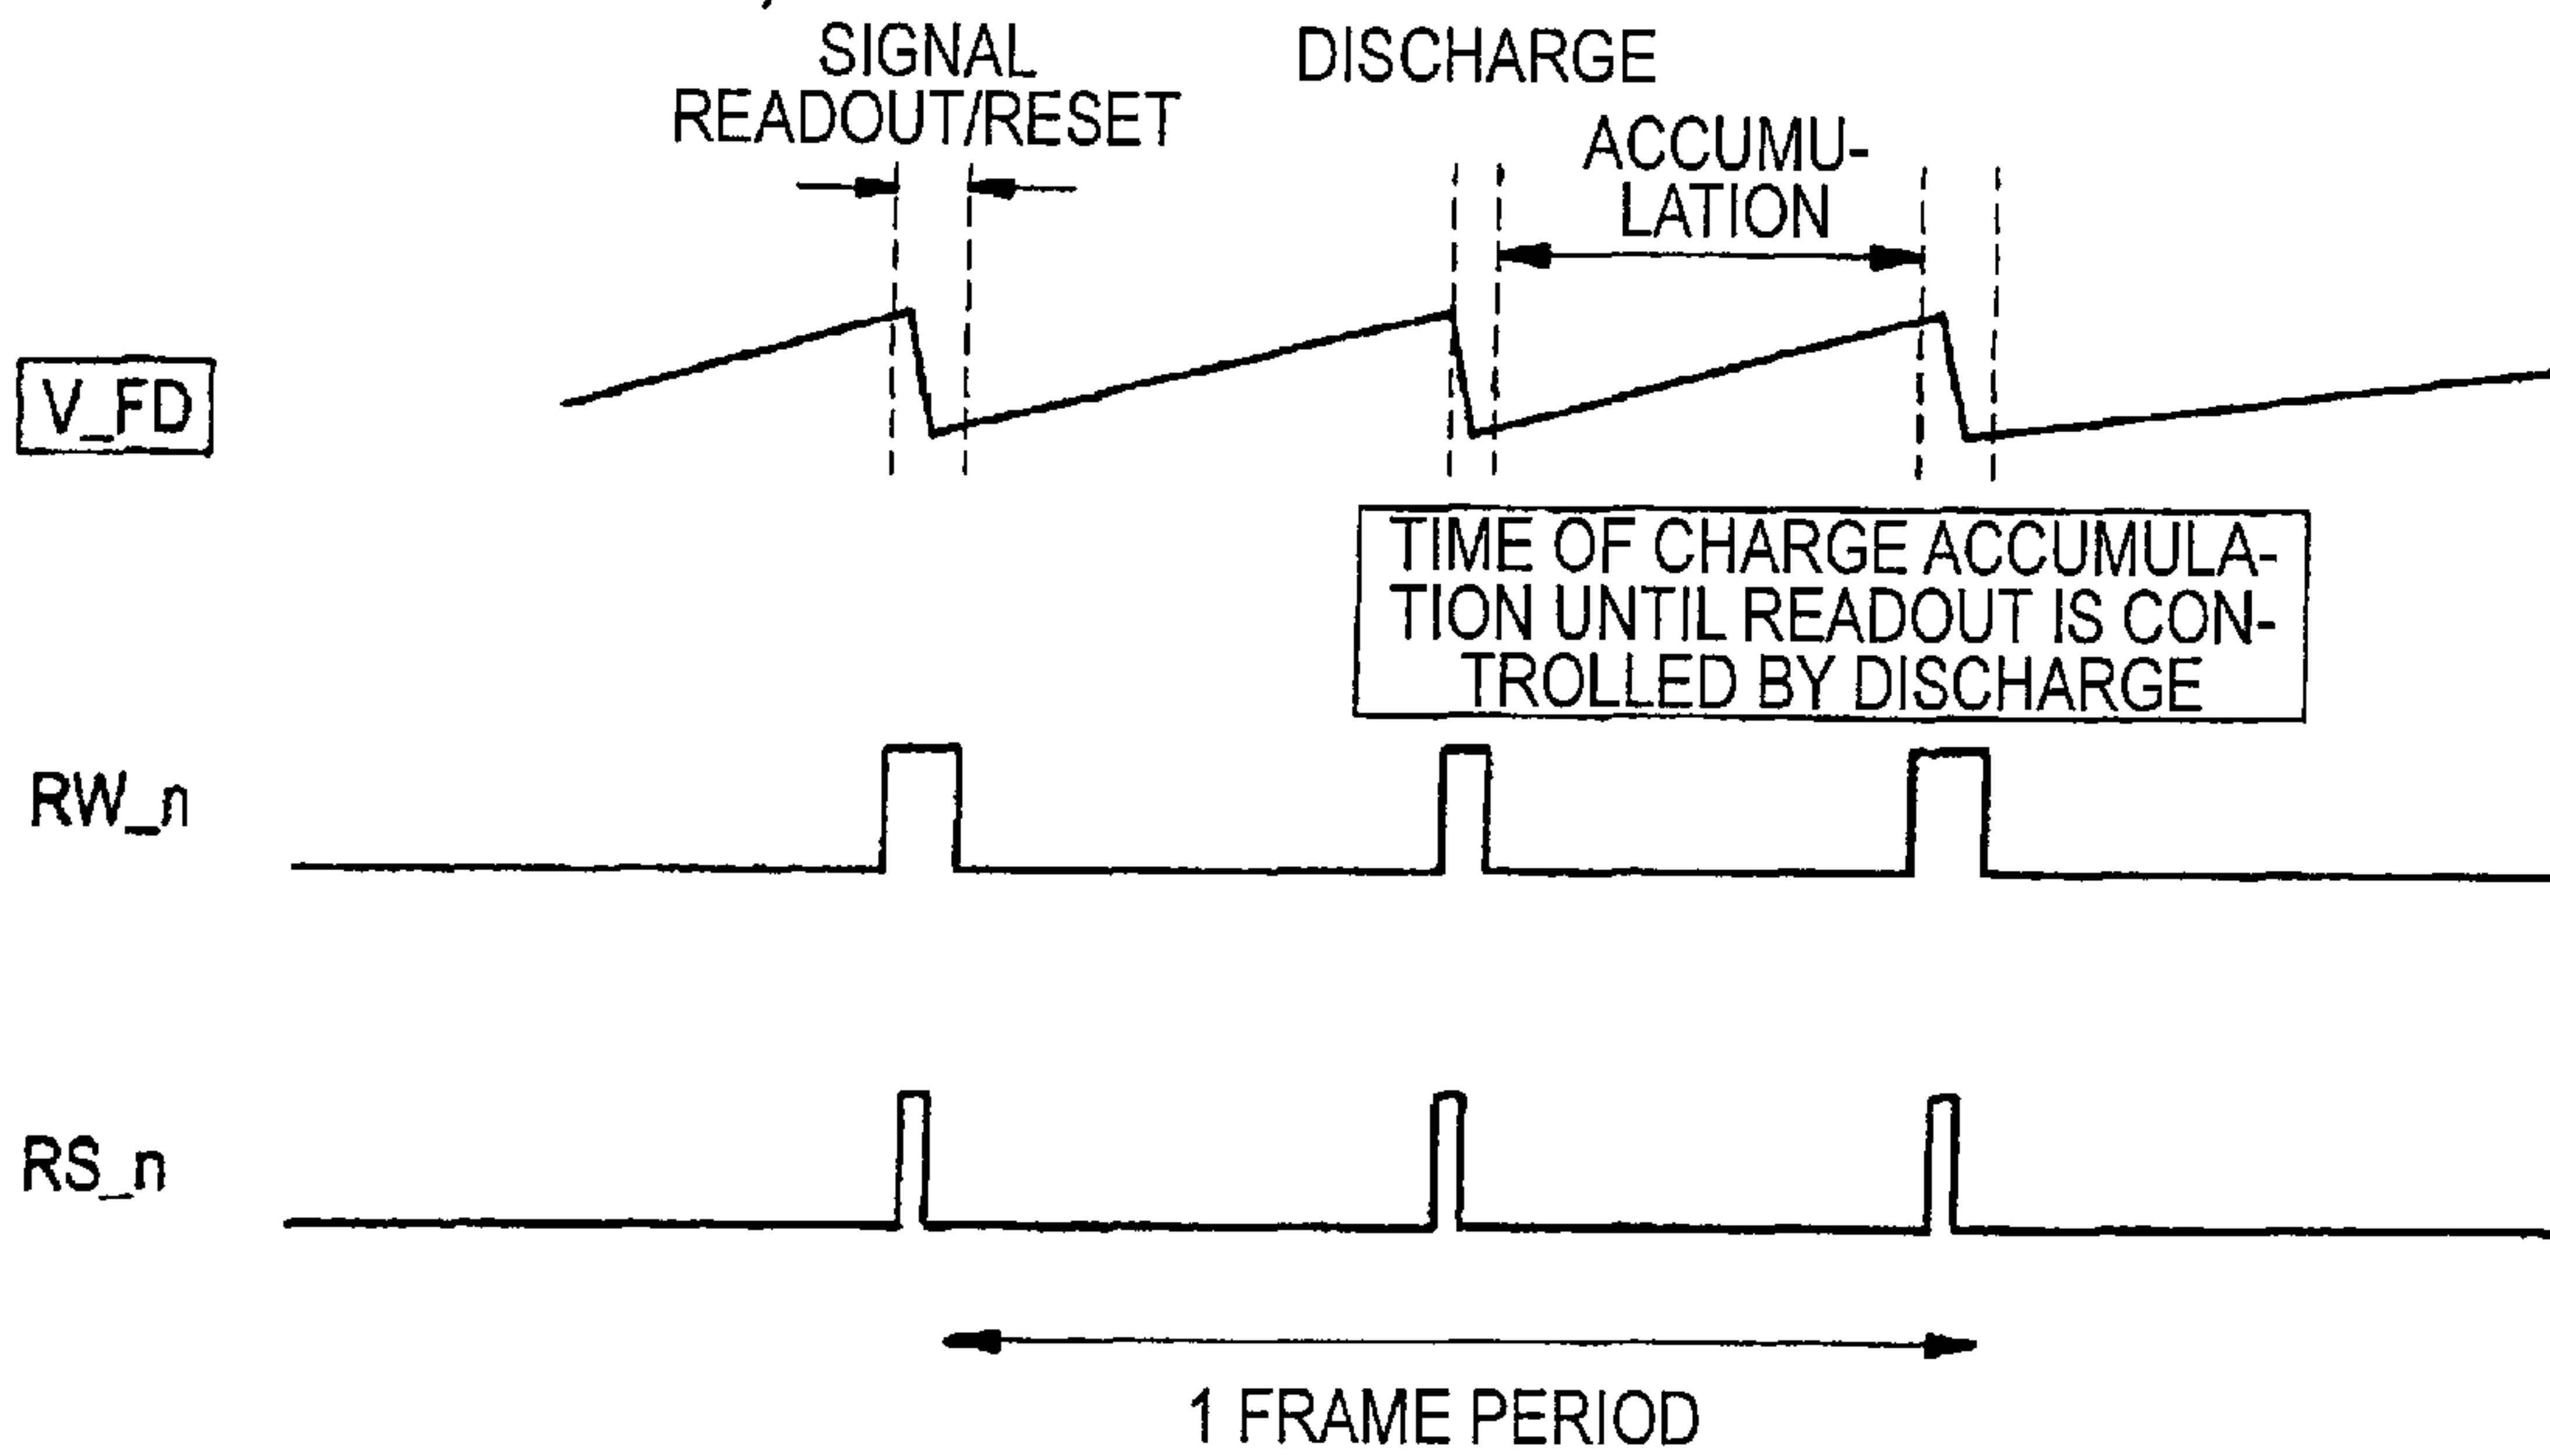 SIGNAL
READOUT/RESET
DISCHARGE
ACCUMU-
LATION
V_FD
TIME OF CHARGE ACCUMULA-
TION UNTIL READOUT IS CON-
TROLLED BY DISCHARGE
RW_n
RS_n
1 FRAME PERIOD